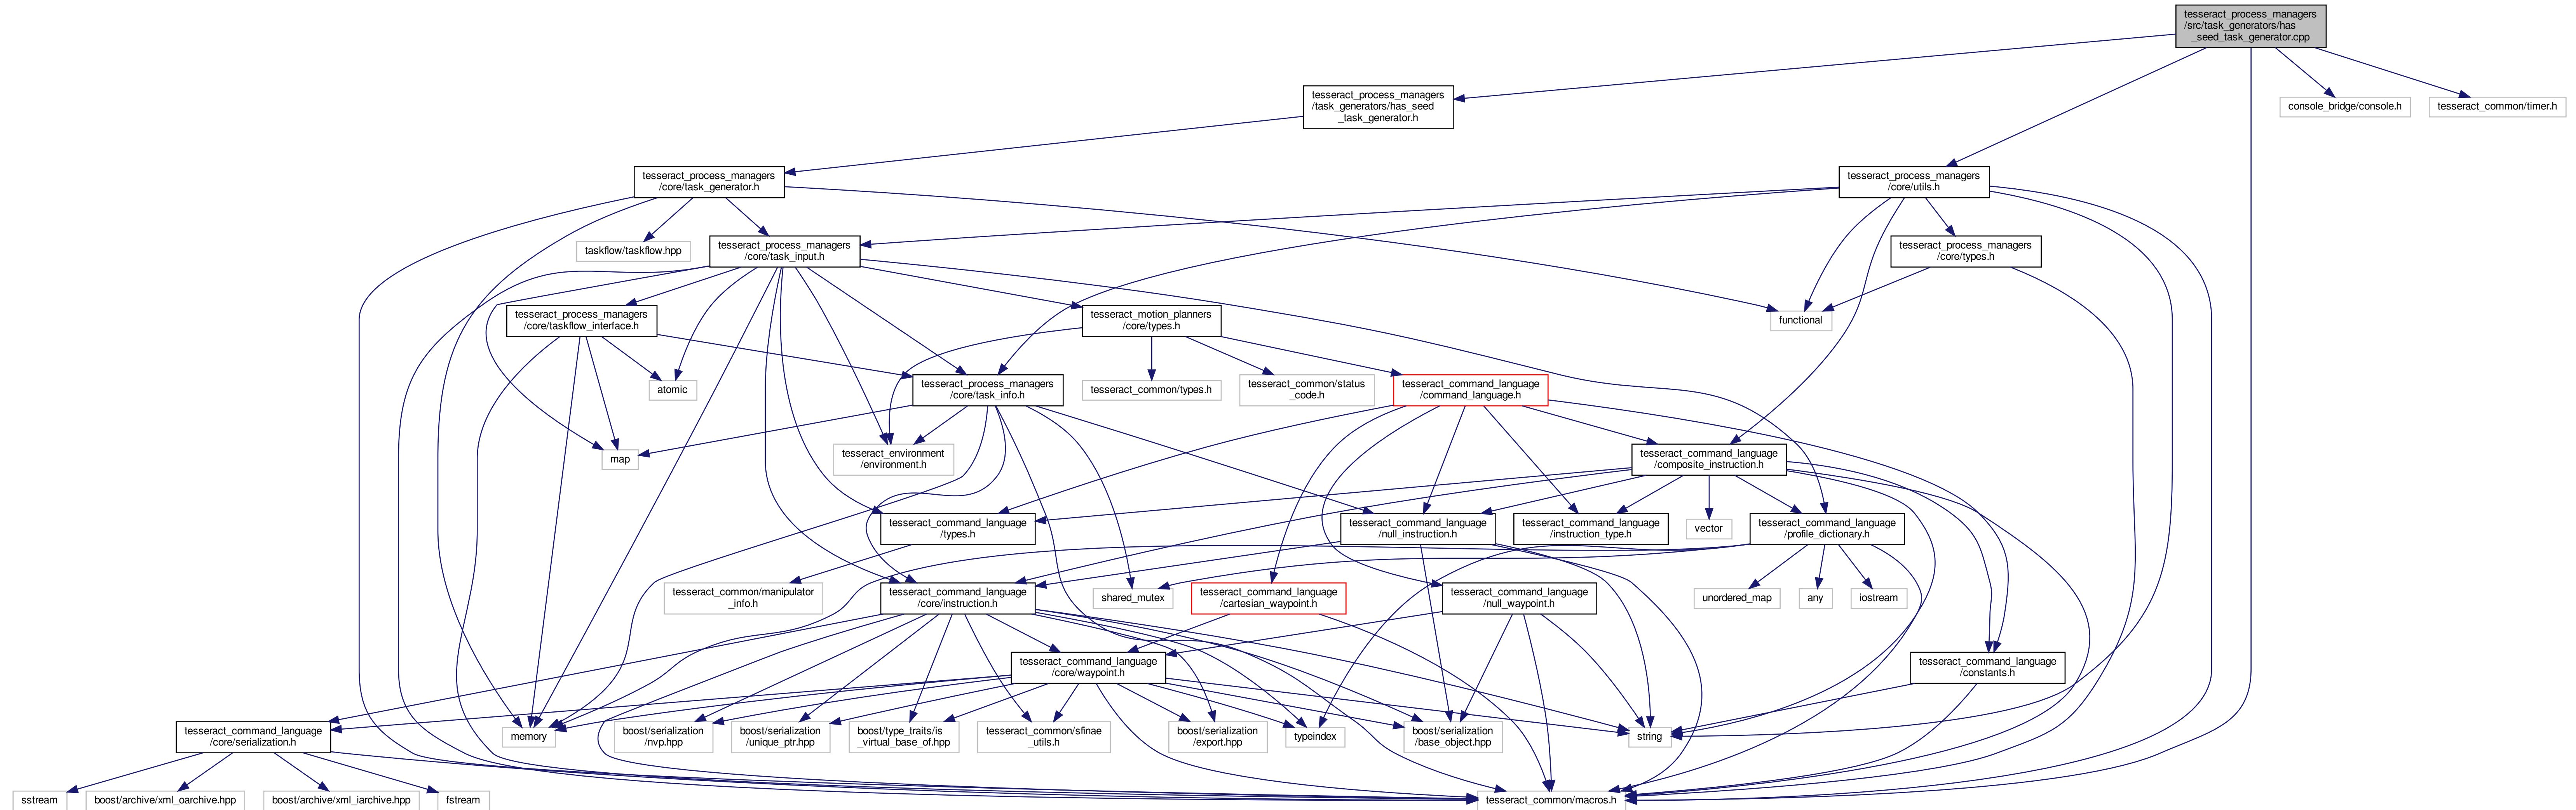 tesseract_process_managers
/src/task_generators/has
_seed_task_generator.cpp
tesseract_process_managers
/task_generators/has_seed
_task_generator.h
console_bridge/console.h
tesseract_common/timer.h
tesseract_process_managers
/core/task_generator.h
tesseract_process_managers
/core/utils.h
taskflow/taskflow.hpp
tesseract_process_managers
/core/task_input.h
tesseract_process_managers
/core/types.h
tesseract_process_managers
/core/taskflow_interface.h
tesseract_motion_planners
/core/types.h
functional
atomic
tesseract_process_managers
/core/task_info.h
tesseract_common/types.h
tesseract_common/status
_code.h
tesseract_command_language
/command_language.h
map
tesseract_environment
/environment.h
tesseract_command_language
/composite_instruction.h
tesseract_command_language
/types.h
tesseract_command_language
/null_instruction.h
tesseract_command_language
/instruction_type.h
vector
tesseract_command_language
/profile_dictionary.h
tesseract_common/manipulator
_info.h
tesseract_command_language
/core/instruction.h
shared_mutex
tesseract_command_language
/cartesian_waypoint.h
tesseract_command_language
/null_waypoint.h
unordered_map
any
iostream
tesseract_command_language
/core/waypoint.h
tesseract_command_language
/constants.h
tesseract_command_language
/core/serialization.h
memory
boost/serialization
/nvp.hpp
boost/serialization
/unique_ptr.hpp
boost/type_traits/is
_virtual_base_of.hpp
tesseract_common/sfinae
_utils.h
boost/serialization
/export.hpp
typeindex
boost/serialization
/base_object.hpp
string
sstream
boost/archive/xml_oarchive.hpp
boost/archive/xml_iarchive.hpp
fstream
tesseract_common/macros.h